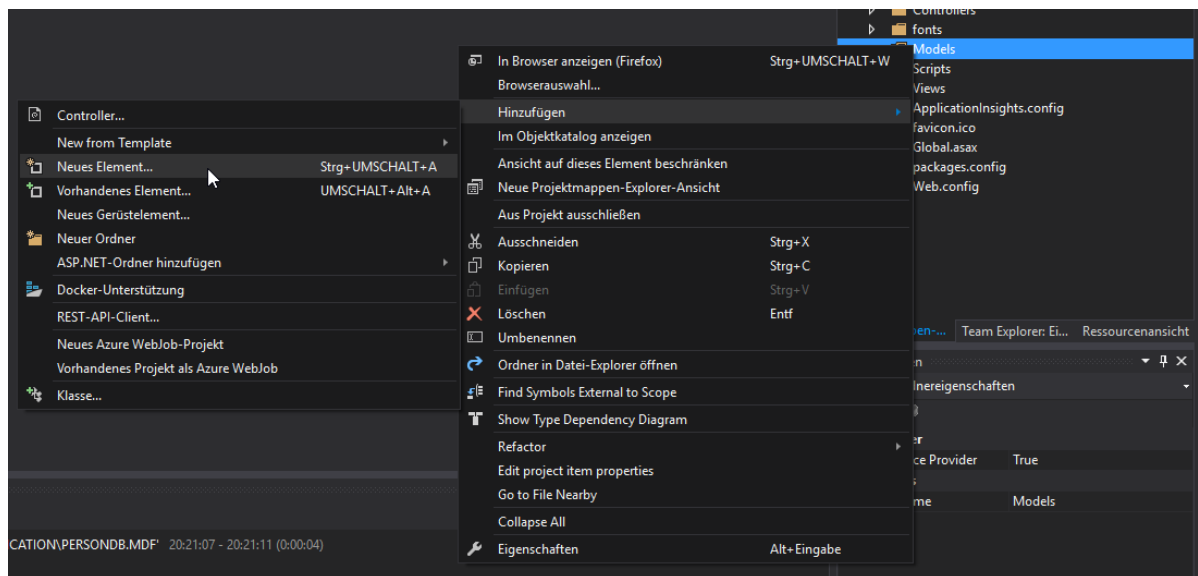 Controllers
fonts
Models
Scripts
Views
ApplicationInsights.config
favicon.ico
Global.asax
packages.config
Web.config
In Browser anzeigen (Firefox) Strg+UMSCHALT+W
Browserauswahl...
Hinzufügen
Im Objektkatalog anzeigen
Ansicht auf dieses Element beschränken
Neue Projektmappen-Explorer-Ansicht
Aus Projekt ausschließen
Ausschneiden Strg+X
Kopieren Strg+C
Einfügen Strg+V
Löschen Entf
Umbenennen
Ordner in Datei-Explorer öffnen
Find Symbols External to Scope
Show Type Dependency Diagram
Refactor
Edit project item properties
Go to File Nearby
Collapse All
Eigenschaften Alt+Eingabe
Controller...
New from Template
Neues Element... Strg+UMSCHALT+A
Vorhandenes Element... UMSCHALT+Alt+A
Neues Gerüstelement...
Neuer Ordner
ASP.NET-Ordner hinzufügen
Docker-Unterstützung
REST-API-Client...
Neues Azure WebJob-Projekt
Vorhandenes Projekt als Azure WebJob
Klasse...
pen-... Team Explorer: Ei... Ressourcenansicht
en
nereigenschaften
er
ce Provider True
me Models
CATION\PERSONDB.MDF' 20:21:07 - 20:21:11 (0:00:04)